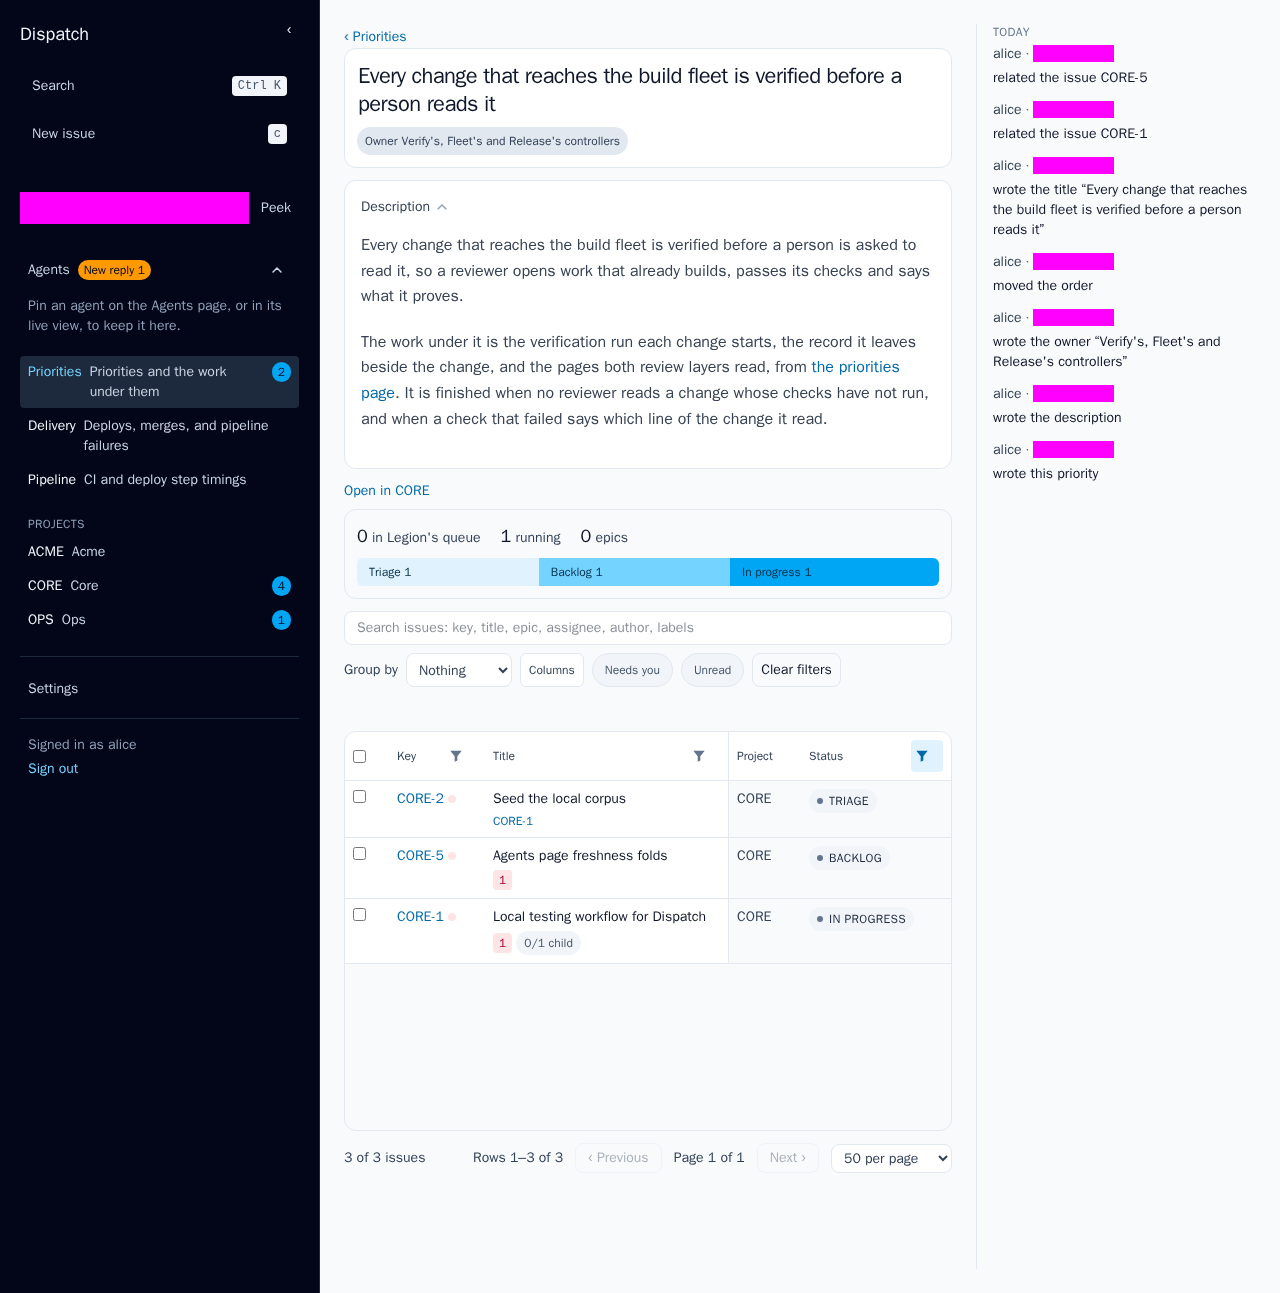 Dispatch
‹
Search
Ctrl K
New issue
C
Peek
Agents
New reply 1
Pin an agent on the Agents page, or in its
live view, to keep it here.
Priorities
Priorities and the work
under them
2
Delivery
Deploys, merges, and pipeline
failures
Pipeline
CI and deploy step timings
PROJECTS
ACME
Acme
CORE
Core
4
OPS
Ops
1
Settings
Signed in as alice
Sign out
‹ Priorities
Every change that reaches the build fleet is verified before a
person reads it
Owner Verify's, Fleet's and Release's controllers
Description
Every change that reaches the build fleet is verified before a person is asked to
read it, so a reviewer opens work that already builds, passes its checks and says
what it proves.
The work under it is the verification run each change starts, the record it leaves
beside the change, and the pages both review layers read, from the priorities
page. It is finished when no reviewer reads a change whose checks have not run,
and when a check that failed says which line of the change it read.
Open in CORE
0 in Legion's queue
1 running
0 epics
Triage 1
Backlog 1
In progress 1
Search issues: key, title, epic, assignee, author, labels
Group by
Nothing
Columns
Needs you
Unread
Clear filters
Key
Title
Project
Status
CORE-2
Seed the local corpus
CORE-1
CORE
TRIAGE
CORE-5
Agents page freshness folds
1
CORE
BACKLOG
CORE-1
Local testing workflow for Dispatch
1
0/1 child
CORE
IN PROGRESS
3 of 3 issues
Rows 1–3 of 3
‹ Previous
Page 1 of 1
Next ›
50 per page
TODAY
alice ·
related the issue CORE-5
alice ·
related the issue CORE-1
alice ·
wrote the title “Every change that reaches
the build fleet is verified before a person
reads it”
alice ·
moved the order
alice ·
wrote the owner “Verify's, Fleet's and
Release's controllers”
alice ·
wrote the description
alice ·
wrote this priority